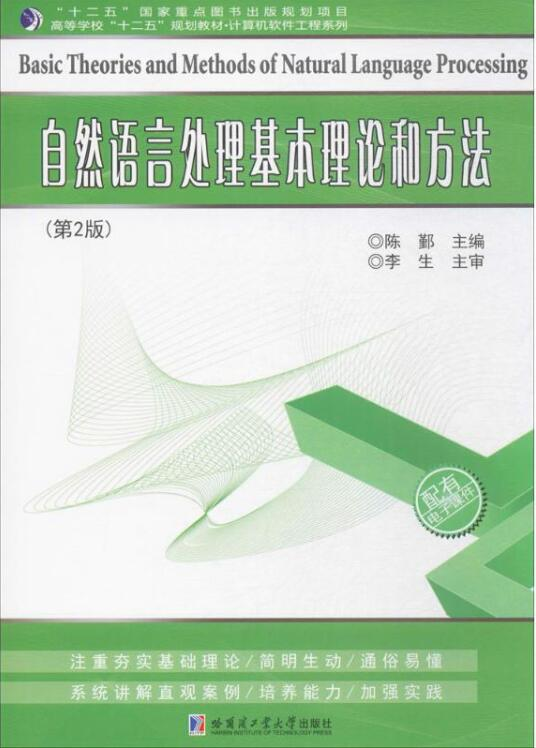 “十二五”国家重点图书出版规划项目
高等学校“十二五”规划教材·计算机软件工程系列
Basic Theories and Methods of Natural Language Processing
自然语言处理基本理论和方法
（第2版）
◎陈 鄞 主编
◎李 生 主审
配有
电子课件
注重夯实基础理论/简明生动/通俗易懂
系统讲解直观案例/培养能力/加强实践
哈尔滨工业大学出版社
HARBIN INSTITUTE OF TECHNOLOGY PRESS